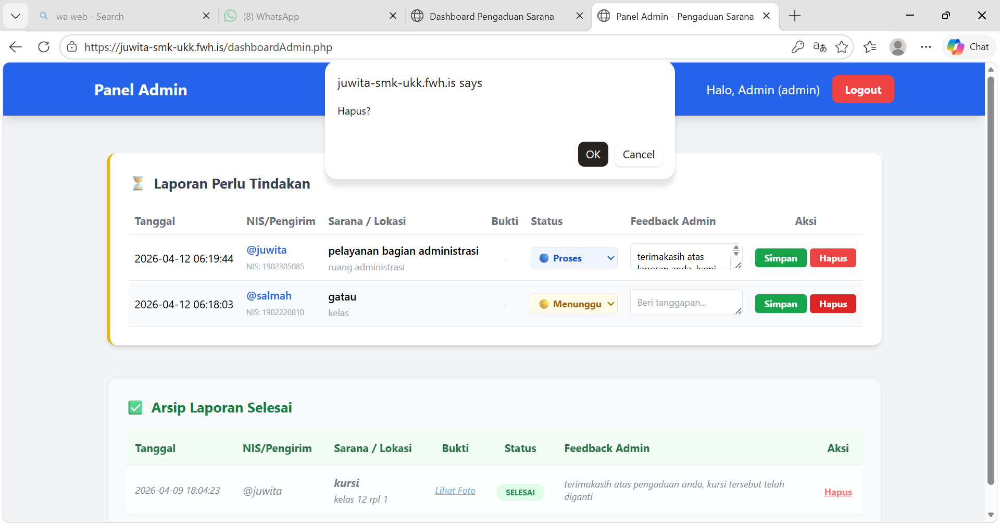 wa web - Search
(8) WhatsApp
Dashboard Pengaduan Sarana
Panel Admin - Pengaduan Sarana
https://juwita-smk-ukk.fwh.is/dashboardAdmin.php
Chat
Panel Admin
Halo, Admin (admin)
Logout
juwita-smk-ukk.fwh.is says
Hapus?
OK
Cancel
Laporan Perlu Tindakan
Tanggal NIS/Pengirim Sarana / Lokasi Bukti Status Feedback Admin Aksi
2026-04-12 06:19:44
@juwita
NIS: 1902305085
pelayanan bagian administrasi
ruang administrasi
-
Proses
terimakasih atas
laporan anda, kami
Simpan
Hapus
2026-04-12 06:18:03
@salmah
NIS: 1902220810
gatau
kelas
-
Menunggu
Beri tanggapan...
Simpan
Hapus
Arsip Laporan Selesai
Tanggal NIS/Pengirim Sarana / Lokasi Bukti Status Feedback Admin Aksi
2026-04-09 18:04:23
@juwita
kursi
kelas 12 rpl 1
Lihat Foto
SELESAI
terimakasih atas pengaduan anda, kursi tersebut telah
diganti
Hapus